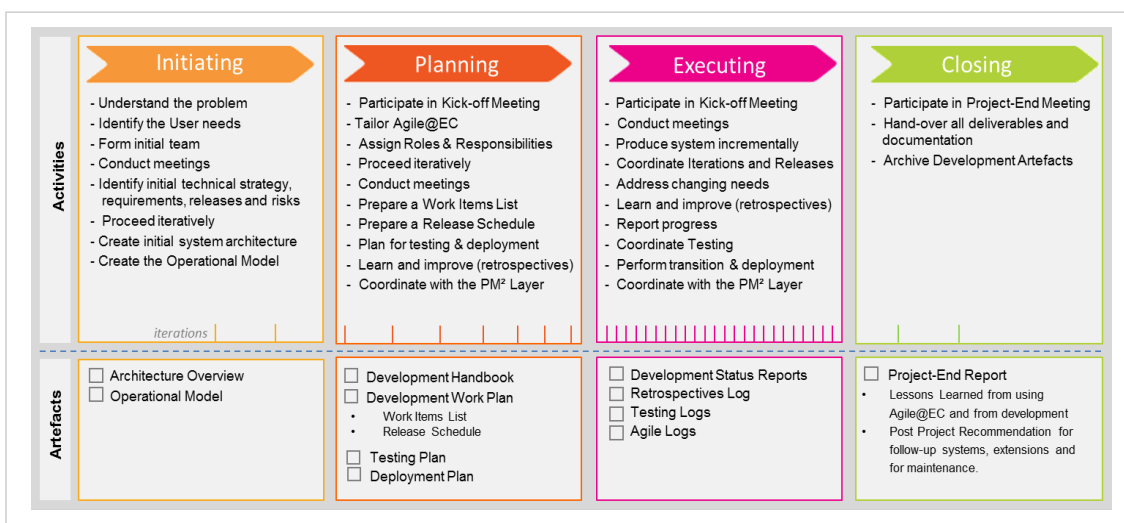 Initiating
Planning
Executing
Closing
Activities
- Understand the problem
- Identify the User needs
- Form initial team
- Conduct meetings
- Identify initial technical strategy,
requirements, releases and risks
- Proceed iteratively
- Create initial system architecture
- Create the Operational Model
iterations
- Participate in Kick-off Meeting
- Tailor Agile@EC
- Assign Roles & Responsibilities
- Proceed iteratively
- Conduct meetings
- Prepare a Work Items List
- Prepare a Release Schedule
- Plan for testing & deployment
- Learn and improve (retrospectives)
- Coordinate with the PM² Layer
- Participate in Kick-off Meeting
- Conduct meetings
- Produce system incrementally
- Coordinate Iterations and Releases
- Address changing needs
- Learn and improve (retrospectives)
- Report progress
- Coordinate Testing
- Perform transition & deployment
- Coordinate with the PM² Layer
- Participate in Project-End Meeting
- Hand-over all deliverables and
documentation
- Archive Development Artefacts
Artefacts
Architecture Overview
Operational Model
Development Handbook
Development Work Plan
• Work Items List
• Release Schedule
Testing Plan
Deployment Plan
Development Status Reports
Retrospectives Log
Testing Logs
Agile Logs
Project-End Report
• Lessons Learned from using
Agile@EC and from development
• Post Project Recommendation for
follow-up systems, extensions and
for maintenance.